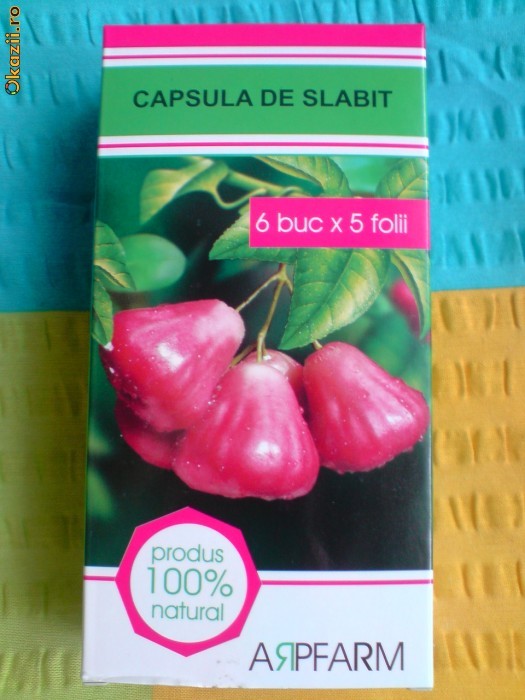 Okazii.ro
CAPSULA DE SLABIT
6 buc x 5 folii
produs
100%
natural
AЯPFARM